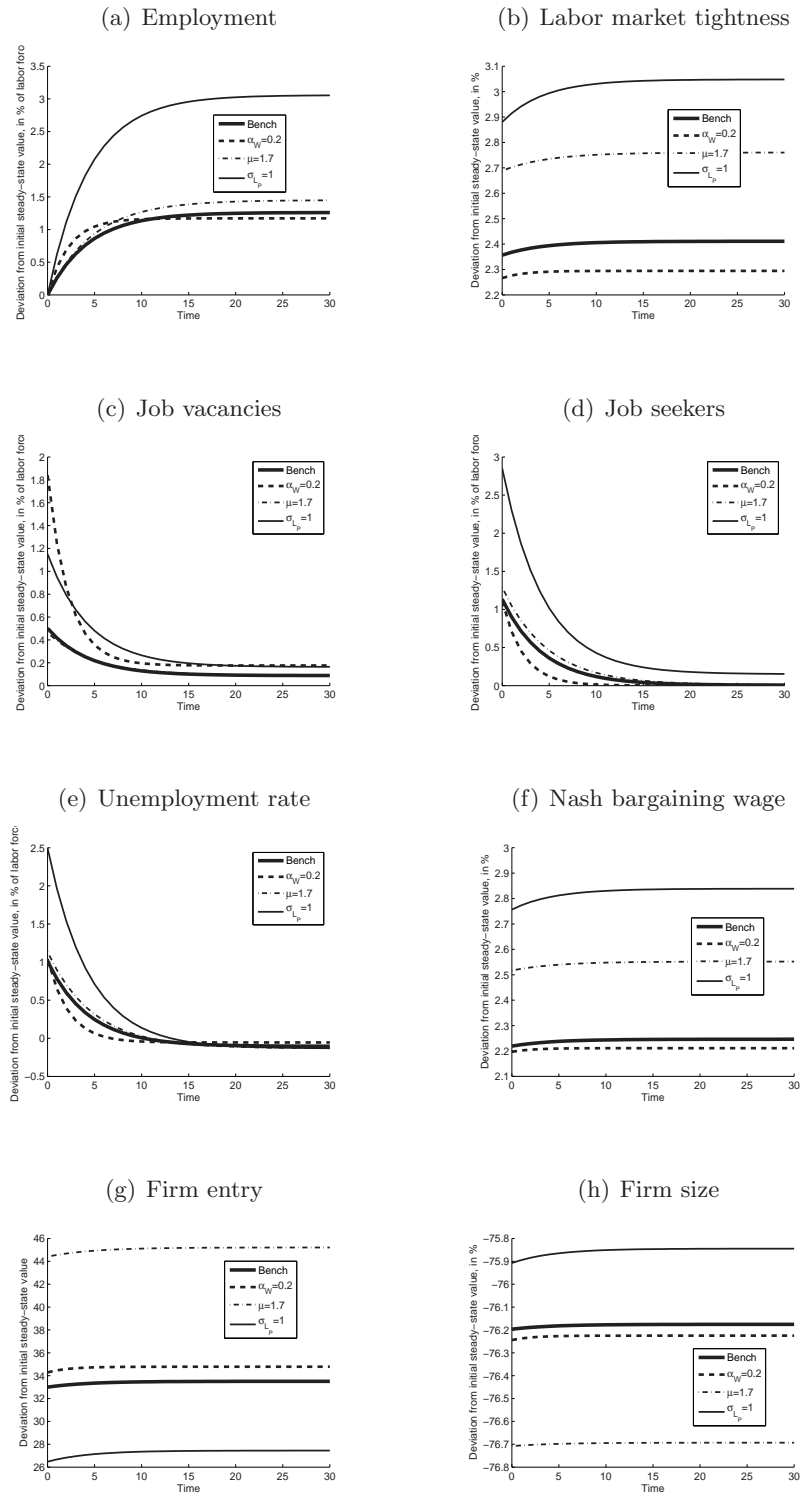 (a) Employment
Deviation from initial steady−state value, in % of labor forc
3.5
3
2.5
2
1.5
1
0.5
0
0 5 10 15 20 25 30
Time
Bench
α_W=0.2
μ=1.7
σ_{L_P}=1
(b) Labor market tightness
Deviation from initial steady−state value, in %
3.1
3
2.9
2.8
2.7
2.6
2.5
2.4
2.3
2.2
0 5 10 15 20 25 30
Time
Bench
α_W=0.2
μ=1.7
σ_{L_P}=1
(c) Job vacancies
Deviation from initial steady−state value, in % of labor force
2
1.8
1.6
1.4
1.2
1
0.8
0.6
0.4
0.2
0
0 5 10 15 20 25 30
Time
Bench
α_W=0.2
μ=1.7
σ_{L_P}=1
(d) Job seekers
Deviation from initial steady−state value, in % of labor force
3
2.5
2
1.5
1
0.5
0
0 5 10 15 20 25 30
Time
Bench
α_W=0.2
μ=1.7
σ_{L_P}=1
(e) Unemployment rate
Deviation from initial steady−state value, in % of labor forc
2.5
2
1.5
1
0.5
0
−0.5
0 5 10 15 20 25 30
Time
Bench
α_W=0.2
μ=1.7
σ_{L_P}=1
(f) Nash bargaining wage
Deviation from initial steady−state value, in %
3
2.9
2.8
2.7
2.6
2.5
2.4
2.3
2.2
2.1
0 5 10 15 20 25 30
Time
Bench
α_W=0.2
μ=1.7
σ_{L_P}=1
(g) Firm entry
Deviation from initial steady−state value
46
44
42
40
38
36
34
32
30
28
26
0 5 10 15 20 25 30
Time
Bench
α_W=0.2
μ=1.7
σ_{L_P}=1
(h) Firm size
Deviation from initial steady−state value, in %
−75.8
−75.9
−76
−76.1
−76.2
−76.3
−76.4
−76.5
−76.6
−76.7
−76.8
0 5 10 15 20 25 30
Time
Bench
α_W=0.2
μ=1.7
σ_{L_P}=1